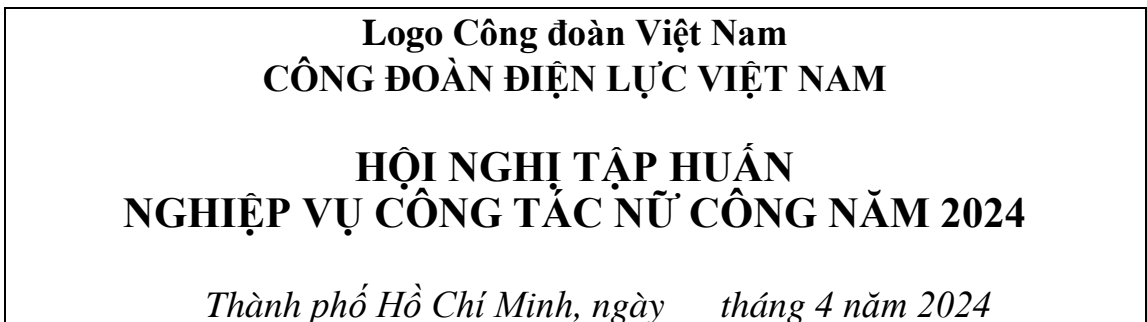 Logo Công đoàn Việt Nam
CÔNG ĐOÀN ĐIỆN LỰC VIỆT NAM
HỘI NGHỊ TẬP HUẤN
NGHIỆP VỤ CÔNG TÁC NỮ CÔNG NĂM 2024
Thành phố Hồ Chí Minh, ngày tháng 4 năm 2024